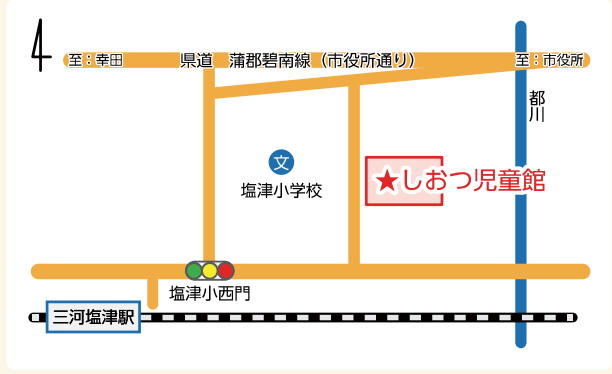 至：幸田
県道　蒲郡碧南線（市役所通り）
至：市役所
都川
文
塩津小学校
★しおつ児童館
塩津小西門
三河塩津駅